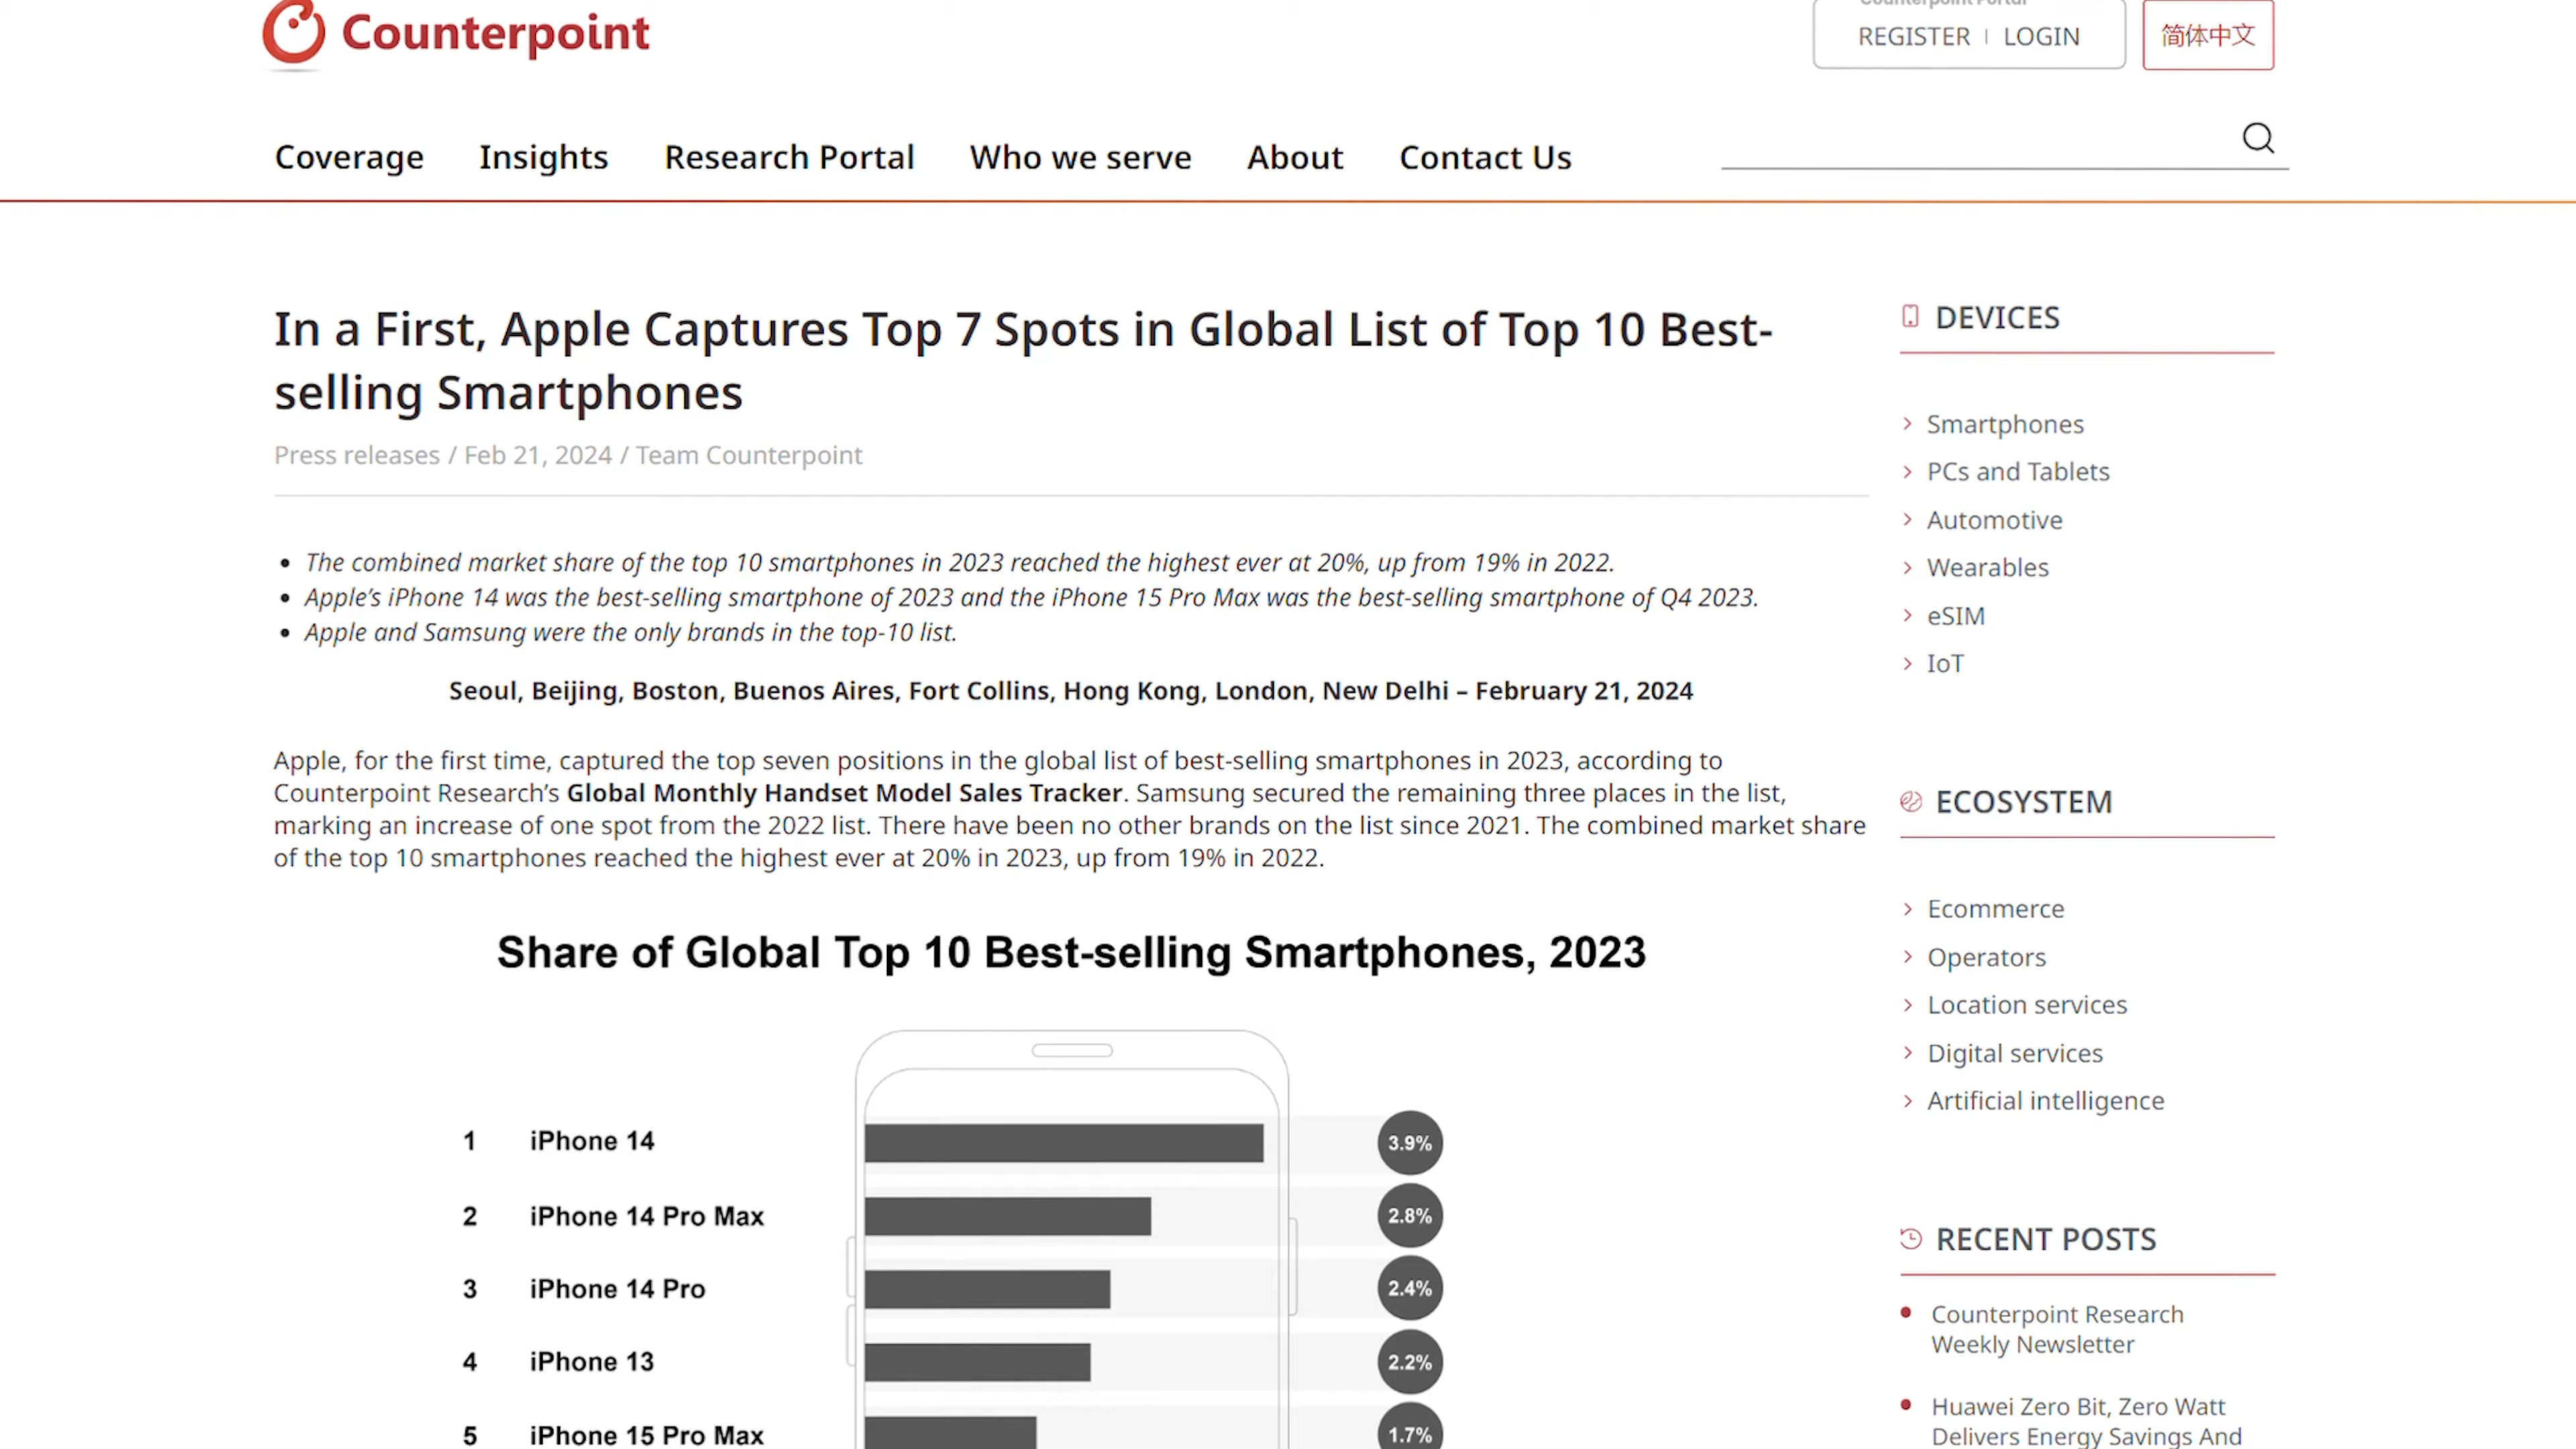 Counterpoint
Counterpoint Portal
REGISTER | LOGIN
简体中文
Coverage Insights Research Portal Who we serve About Contact Us
In a First, Apple Captures Top 7 Spots in Global List of Top 10 Best-
selling Smartphones
Press releases / Feb 21, 2024 / Team Counterpoint
• The combined market share of the top 10 smartphones in 2023 reached the highest ever at 20%, up from 19% in 2022.
• Apple’s iPhone 14 was the best-selling smartphone of 2023 and the iPhone 15 Pro Max was the best-selling smartphone of Q4 2023.
• Apple and Samsung were the only brands in the top-10 list.
Seoul, Beijing, Boston, Buenos Aires, Fort Collins, Hong Kong, London, New Delhi – February 21, 2024
Apple, for the first time, captured the top seven positions in the global list of best-selling smartphones in 2023, according to
Counterpoint Research’s Global Monthly Handset Model Sales Tracker. Samsung secured the remaining three places in the list,
marking an increase of one spot from the 2022 list. There have been no other brands on the list since 2021. The combined market share
of the top 10 smartphones reached the highest ever at 20% in 2023, up from 19% in 2022.
Share of Global Top 10 Best-selling Smartphones, 2023
1 iPhone 14 3.9%
2 iPhone 14 Pro Max 2.8%
3 iPhone 14 Pro 2.4%
4 iPhone 13 2.2%
5 iPhone 15 Pro Max 1.7%
DEVICES
Smartphones
PCs and Tablets
Automotive
Wearables
eSIM
IoT
ECOSYSTEM
Ecommerce
Operators
Location services
Digital services
Artificial intelligence
RECENT POSTS
Counterpoint Research
Weekly Newsletter
Huawei Zero Bit, Zero Watt
Delivers Energy Savings And